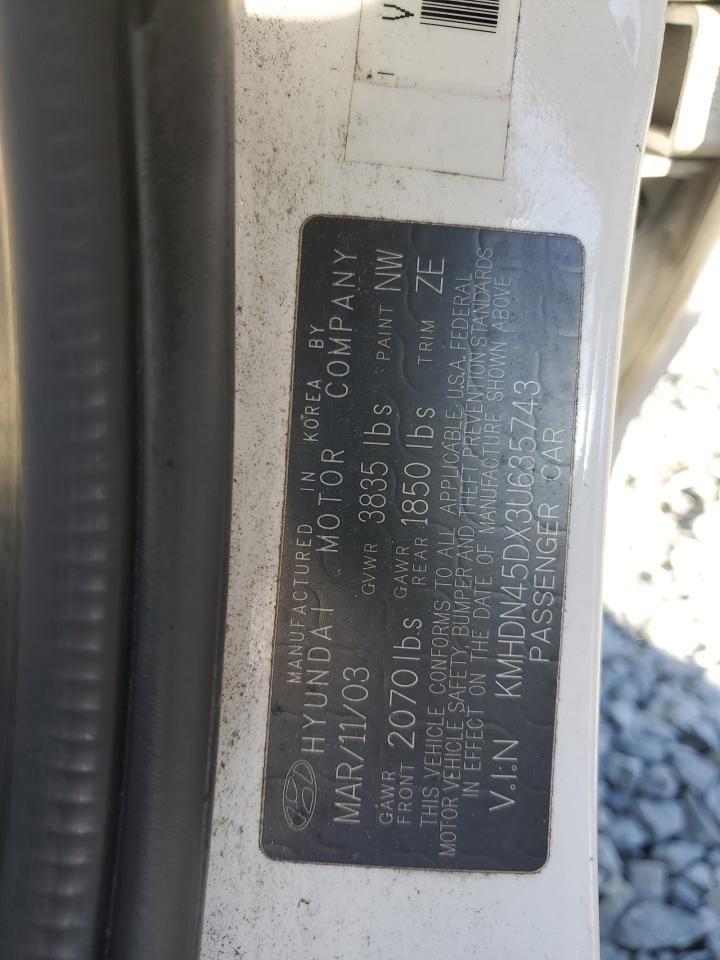 V
MANUFACTURED IN KOREA BY
HYUNDAI MOTOR COMPANY
MAR/11/03 GVWR 3835 lbs PAINT NW
GAWR FRONT 2070 lbs GAWR REAR 1850 lbs TRIM ZE
THIS VEHICLE CONFORMS TO ALL APPLICABLE U.S.A. FEDERAL
MOTOR VEHICLE SAFETY, BUMPER AND THEFT PREVENTION STANDARDS
IN EFFECT ON THE DATE OF MANUFACTURE SHOWN ABOVE
V.I.N KMHDN45DX3U635743
PASSENGER CAR